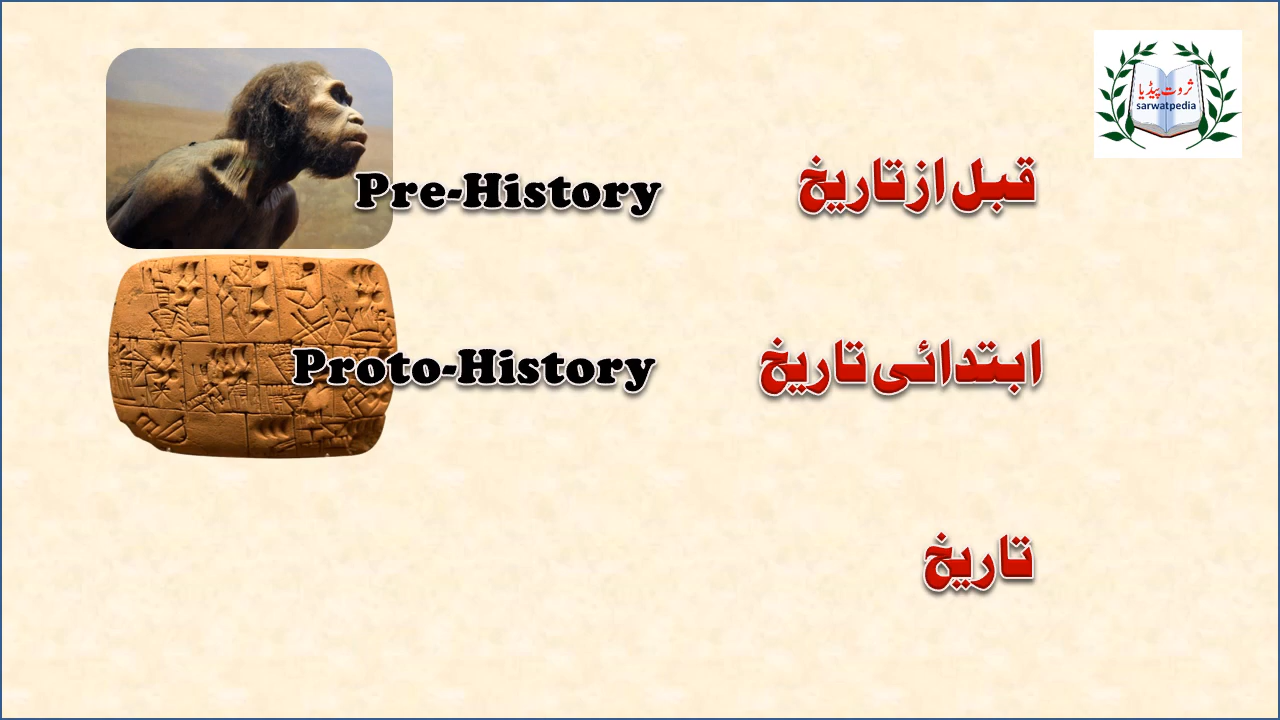 ثروت پیڈیا
sarwatpedia
Pre-History
قبل از تاریخ
Proto-History
ابتدائی تاریخ
تاریخ